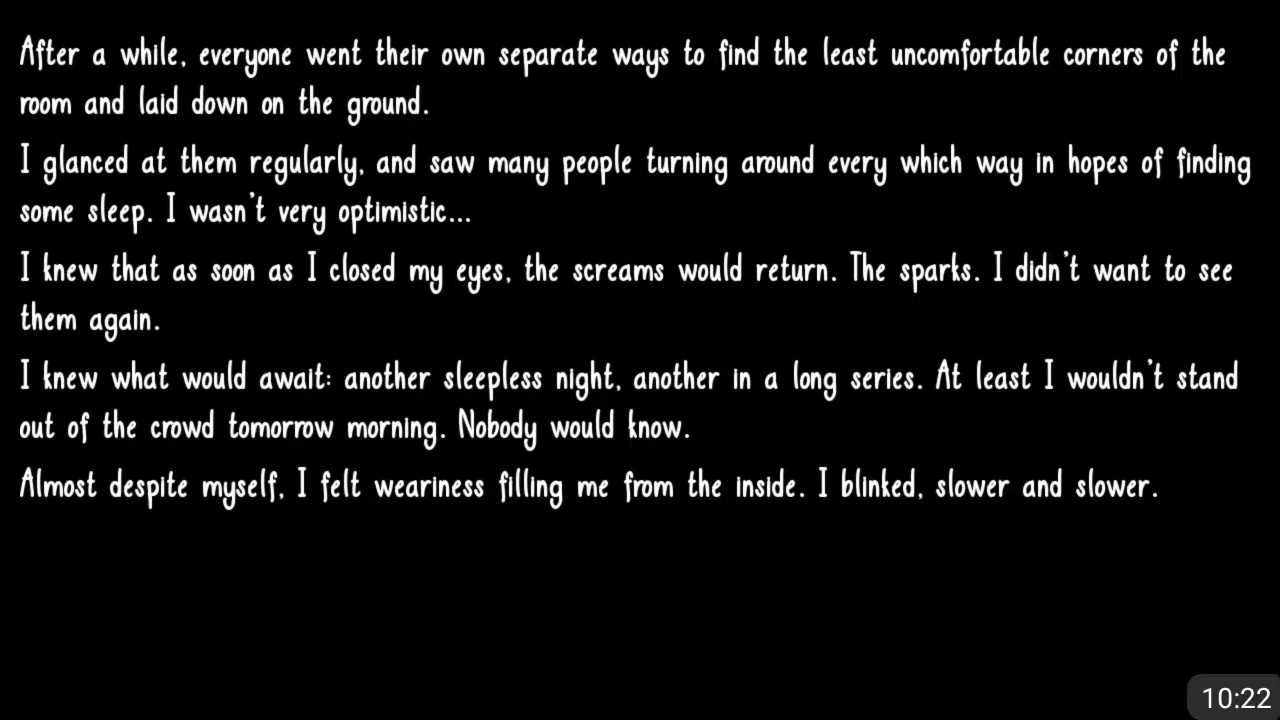 After a while, everyone went their own separate ways to find the least uncomfortable corners of the
room and laid down on the ground.
I glanced at them regularly, and saw many people turning around every which way in hopes of finding
some sleep. I wasn't very optimistic...
I knew that as soon as I closed my eyes, the screams would return. The sparks. I didn't want to see
them again.
I knew what would await: another sleepless night, another in a long series. At least I wouldn't stand
out of the crowd tomorrow morning. Nobody would know.
Almost despite myself, I felt weariness filling me from the inside. I blinked, slower and slower.
10:22